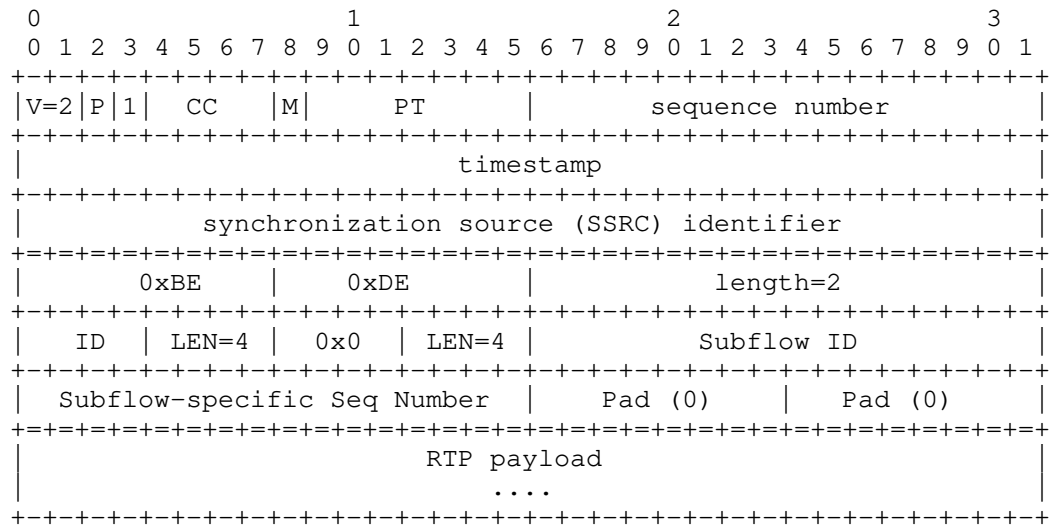 0                   1                   2                   3
 0 1 2 3 4 5 6 7 8 9 0 1 2 3 4 5 6 7 8 9 0 1 2 3 4 5 6 7 8 9 0 1
+-+-+-+-+-+-+-+-+-+-+-+-+-+-+-+-+-+-+-+-+-+-+-+-+-+-+-+-+-+-+-+-+
|V=2|P|1|  CC   |M|     PT      |       sequence number         |
+-+-+-+-+-+-+-+-+-+-+-+-+-+-+-+-+-+-+-+-+-+-+-+-+-+-+-+-+-+-+-+-+
|                           timestamp                           |
+-+-+-+-+-+-+-+-+-+-+-+-+-+-+-+-+-+-+-+-+-+-+-+-+-+-+-+-+-+-+-+-+
|           synchronization source (SSRC) identifier            |
+=+=+=+=+=+=+=+=+=+=+=+=+=+=+=+=+=+=+=+=+=+=+=+=+=+=+=+=+=+=+=+=+
|       0xBE    |    0xDE       |           length=2            |
+-+-+-+-+-+-+-+-+-+-+-+-+-+-+-+-+-+-+-+-+-+-+-+-+-+-+-+-+-+-+-+-+
|   ID  | LEN=4 |  0x0  | LEN=4 |          Subflow ID           |
+-+-+-+-+-+-+-+-+-+-+-+-+-+-+-+-+-+-+-+-+-+-+-+-+-+-+-+-+-+-+-+-+
|  Subflow-specific Seq Number  |    Pad (0)    |   Pad (0)     |
+=+=+=+=+=+=+=+=+=+=+=+=+=+=+=+=+=+=+=+=+=+=+=+=+=+=+=+=+=+=+=+=+
|                         RTP payload                           |
|                             ....                              |
+-+-+-+-+-+-+-+-+-+-+-+-+-+-+-+-+-+-+-+-+-+-+-+-+-+-+-+-+-+-+-+-+